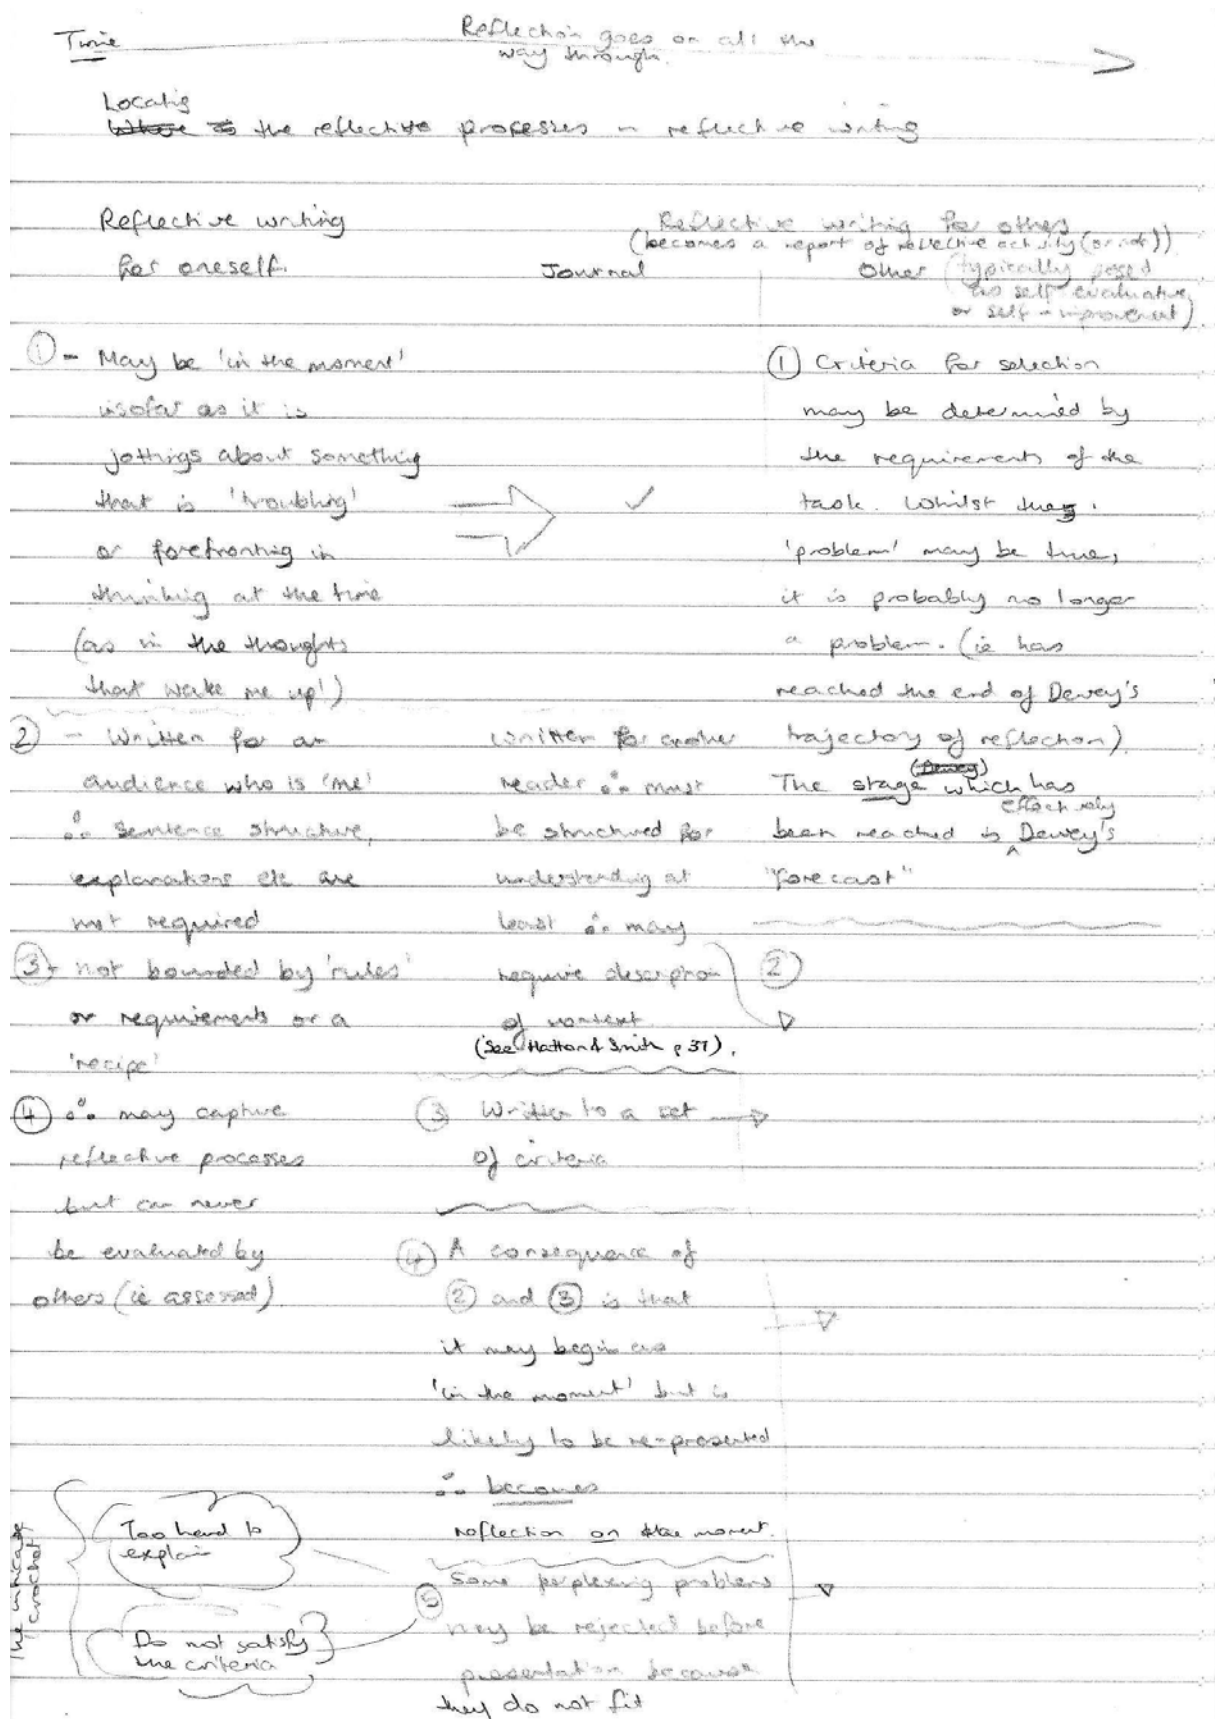 Time
Reflection goes on all the
way through.
Locatig
Where is the reflective processes in reflective writing
Reflective writing
for oneself.
Journal
Reflective writing for others
(becomes a report of reflective activity (or not))
Other (typically posed
as self evaluative
or self-improvement)
① - May be 'in the moment'
isofar as it is
jottings about something
that is 'troubling'
or forefronting in
thinking at the time
(as in the thoughts
that wake me up!)
② - Written for an
audience who is 'me'
∴ sentence structure,
explanations etc are
not required
③ - not bounded by 'rules'
or requirements or a
'recipe'
④ ∴ may capture
reflective processes
but can never
be evaluated by
others (ie assessed)
✓
written for another
reader ∴ must
be structured for
understanding at
least ∴ may
require description
of context
(See Hatton & Smith p 37).
③ Written to a set
of criteria
④ A consequence of
② and ③ is that
it may begin as
'in the moment' but is
likely to be re-presented
∴ becomes
reflection on the moment.
⑤ Some perplexing problems
may be rejected before
presentation because
they do not fit
① Criteria for selection
may be determined by
the requirements of the
task. Whilst the
'problem' may be true,
it is probably no longer
a problem. (ie has
reached the end of Dewey's
trajectory of reflection).
(Dewey)
The stage which has
effectively
been reached is Dewey's
"forecast"
②
Too hard to
explain
Do not satisfy
the criteria
the intricate
crochet